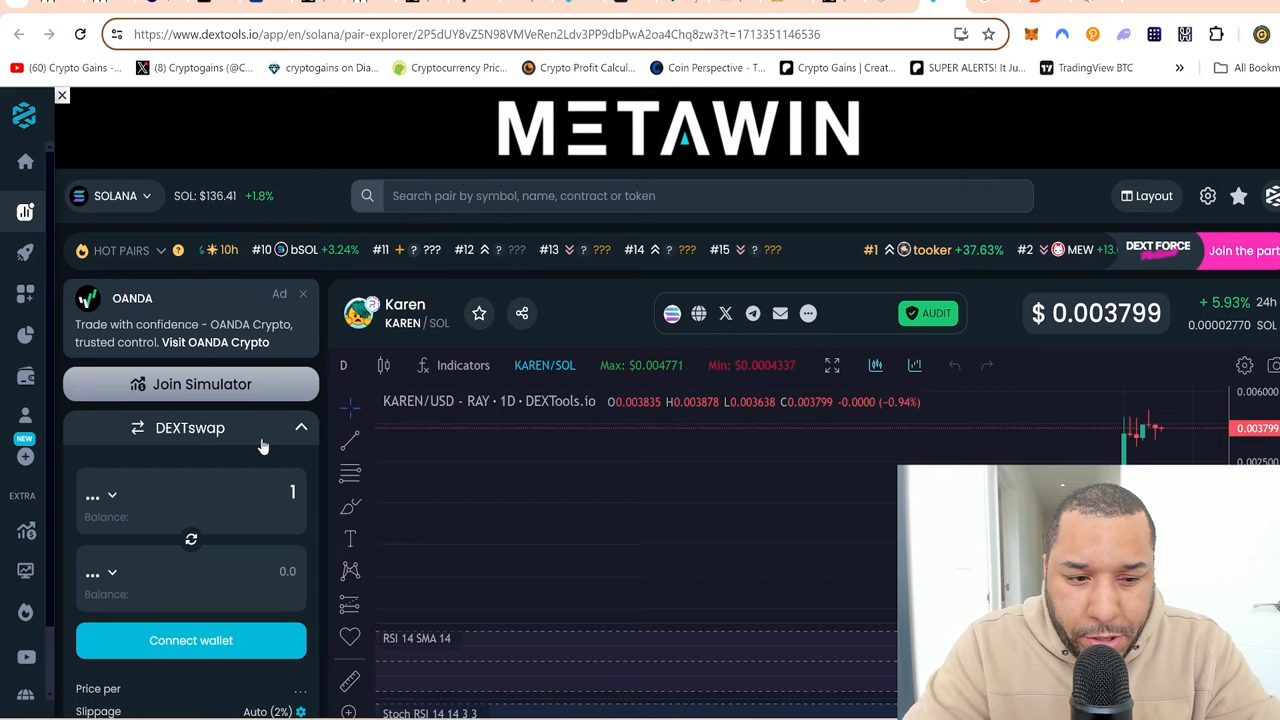 https://www.dextools.io/app/en/solana/pair-explorer/2P5dUY8vZ5N98VMVeRen2Ldv3PP9dbPwA2oa4Chq8zw3?t=1713351146536
(60) Crypto Gains -...
(8) Cryptogains (@C...
cryptogains on Dia...
Cryptocurrency Pric...
Crypto Profit Calcul...
Coin Perspective - T...
Crypto Gains | Creat...
SUPER ALERTS! It Ju...
TradingView BTC
»
All Bookm
METAWIN
SOLANA
SOL: $136.41 +1.8%
Search pair by symbol, name, contract or token
Layout
HOT PAIRS
10h
#10 bSOL +3.24%
#11 ? ???
#12 ? ???
#13 ? ???
#14 ? ???
#15 ? ???
#1 tooker +37.63%
#2 MEW +13.
DEXT FORCE
Join the part
OANDA
Ad
Trade with confidence - OANDA Crypto,
trusted control. Visit OANDA Crypto
Karen
KAREN / SOL
AUDIT
$ 0.003799
+ 5.93% 24h
0.00002770 SOL
Join Simulator
D
Indicators
KAREN/SOL
Max: $0.004771
Min: $0.0004337
KAREN/USD - RAY · 1D · DEXTools.io O0.003835 H0.003878 L0.003638 C0.003799 -0.0000 (−0.94%)
0.006000
0.003799
0.002500
DEXTswap
... 1
Balance:
... 0.0
Balance:
Connect wallet
Price per ...
Slippage Auto (2%)
NEW
EXTRA
RSI 14 SMA 14
Stoch RSI 14 14 3 3